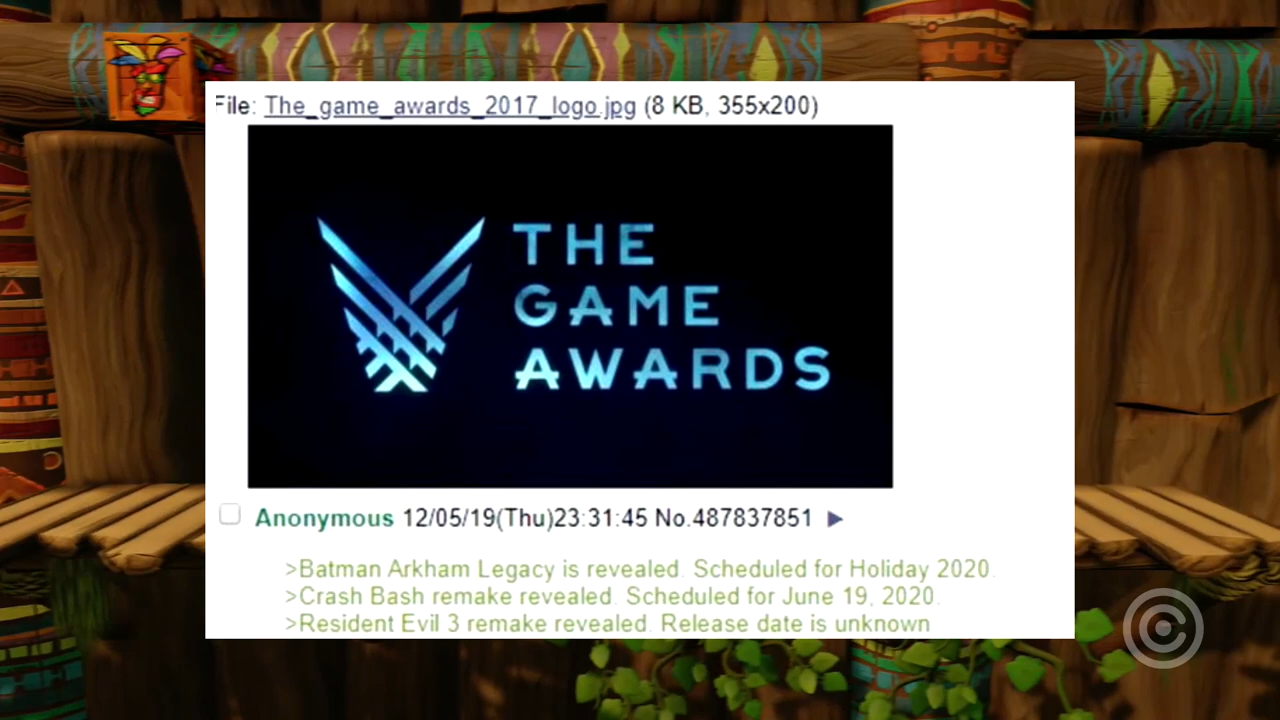 File: The_game_awards_2017_logo.jpg (8 KB, 355x200)
THE
GAME
AWARDS
Anonymous 12/05/19(Thu)23:31:45 No.487837851 ▶
>Batman Arkham Legacy is revealed. Scheduled for Holiday 2020.
>Crash Bash remake revealed. Scheduled for June 19, 2020.
>Resident Evil 3 remake revealed. Release date is unknown